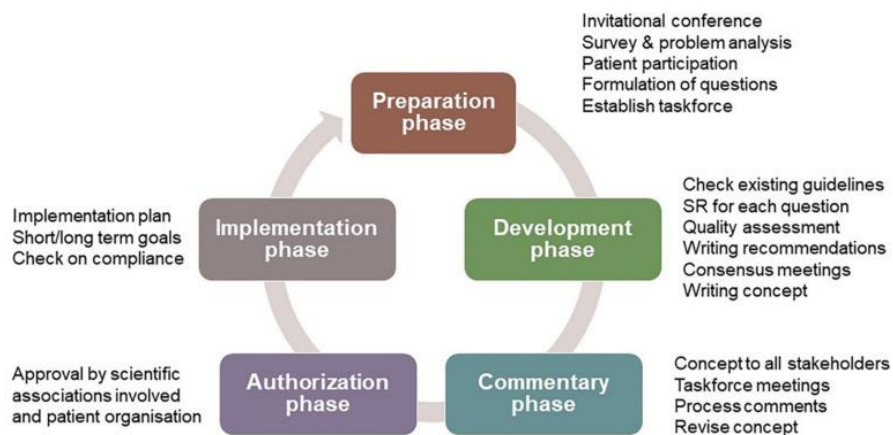 Invitational conference
Survey & problem analysis
Patient participation
Formulation of questions
Establish taskforce
Preparation
phase
Check existing guidelines
SR for each question
Quality assessment
Writing recommendations
Consensus meetings
Writing concept
Development
phase
Concept to all stakeholders
Taskforce meetings
Process comments
Revise concept
Commentary
phase
Authorization
phase
Approval by scientific
associations involved
and patient organisation
Implementation
phase
Implementation plan
Short/long term goals
Check on compliance